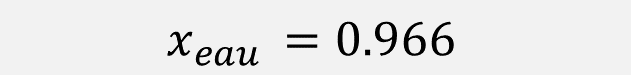 x_eau = 0.966